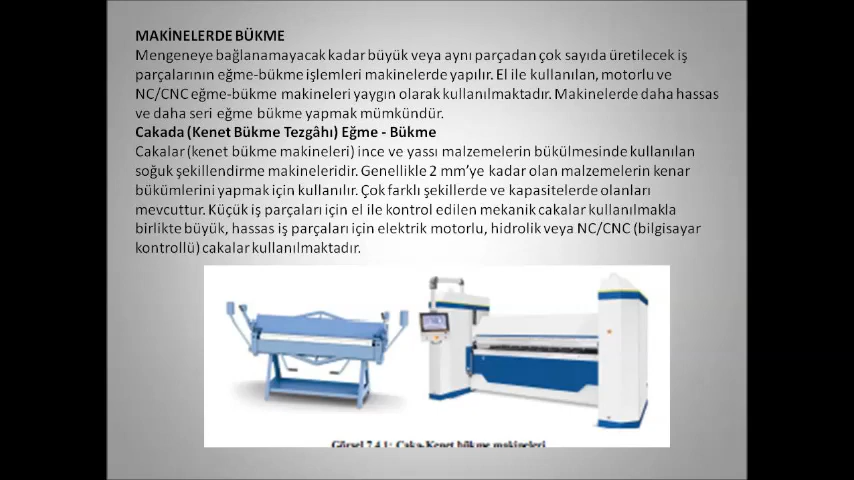 MAKİNELERDE BÜKME
Mengeneye bağlanamayacak kadar büyük veya aynı parçadan çok sayıda üretilecek iş
parçalarının eğme-bükme işlemleri makinelerde yapılır. El ile kullanılan, motorlu ve
NC/CNC eğme-bükme makineleri yaygın olarak kullanılmaktadır. Makinelerde daha hassas
ve daha seri eğme bükme yapmak mümkündür.
Cakada (Kenet Bükme Tezgâhı) Eğme - Bükme
Cakalar (kenet bükme makineleri) ince ve yassı malzemelerin bükülmesinde kullanılan
soğuk şekillendirme makineleridir. Genellikle 2 mm’ye kadar olan malzemelerin kenar
bükümlerini yapmak için kullanılır. Çok farklı şekillerde ve kapasitelerde olanları
mevcuttur. Küçük iş parçaları için el ile kontrol edilen mekanik cakalar kullanılmakla
birlikte büyük, hassas iş parçaları için elektrik motorlu, hidrolik veya NC/CNC (bilgisayar
kontrollü) cakalar kullanılmaktadır.
Görsel 7.4.1: Caka-Kenet bükme makineleri